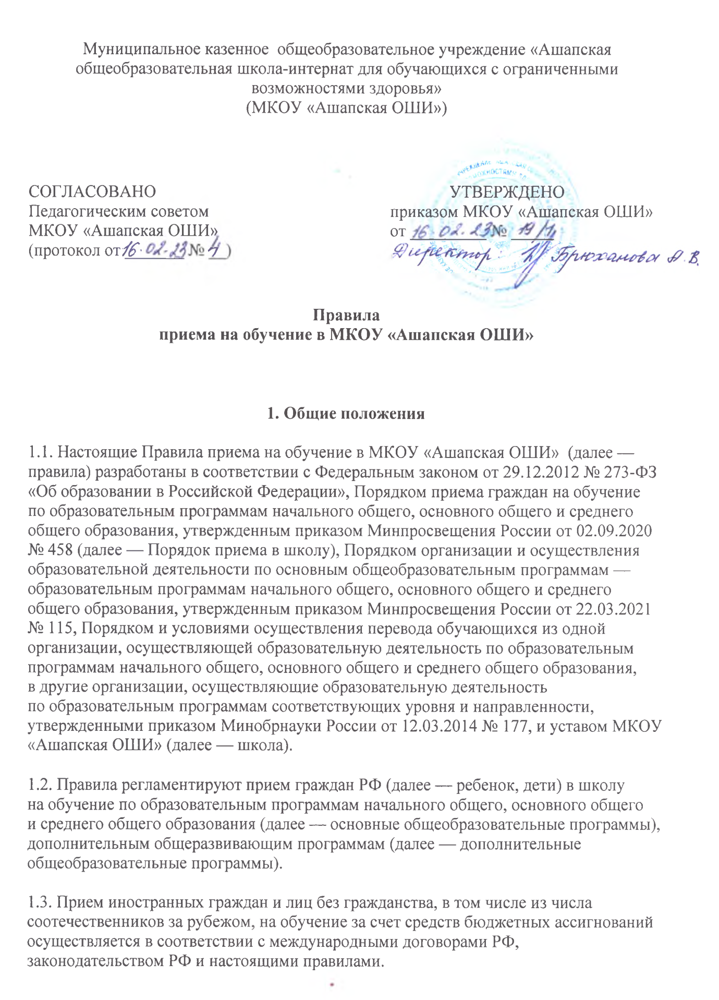 Муниципальное казенное общеобразовательное учреждение «Ашапская
общеобразовательная школа-интернат для обучающихся с ограниченными
возможностями здоровья»
(МКОУ «Ашапская ОШИ»)
СОГЛАСОВАНО
Педагогическим советом
МКОУ «Ашапская ОШИ»
(протокол от 16.02.23 № 4)
УТВЕРЖДЕНО
приказом МКОУ «Ашапская ОШИ»
от 16.02.23 № 19/1
Директор: Брюханова А.В.
Правила
приема на обучение в МКОУ «Ашапская ОШИ»
1. Общие положения
1.1. Настоящие Правила приема на обучение в МКОУ «Ашапская ОШИ» (далее —
правила) разработаны в соответствии с Федеральным законом от 29.12.2012 № 273-ФЗ
«Об образовании в Российской Федерации», Порядком приема граждан на обучение
по образовательным программам начального общего, основного общего и среднего
общего образования, утвержденным приказом Минпросвещения России от 02.09.2020
№ 458 (далее — Порядок приема в школу), Порядком организации и осуществления
образовательной деятельности по основным общеобразовательным программам —
образовательным программам начального общего, основного общего и среднего
общего образования, утвержденным приказом Минпросвещения России от 22.03.2021
№ 115, Порядком и условиями осуществления перевода обучающихся из одной
организации, осуществляющей образовательную деятельность по образовательным
программам начального общего, основного общего и среднего общего образования,
в другие организации, осуществляющие образовательную деятельность
по образовательным программам соответствующих уровня и направленности,
утвержденными приказом Минобрнауки России от 12.03.2014 № 177, и уставом МКОУ
«Ашапская ОШИ» (далее — школа).
1.2. Правила регламентируют прием граждан РФ (далее — ребенок, дети) в школу
на обучение по образовательным программам начального общего, основного общего
и среднего общего образования (далее — основные общеобразовательные программы),
дополнительным общеразвивающим программам (далее — дополнительные
общеобразовательные программы).
1.3. Прием иностранных граждан и лиц без гражданства, в том числе из числа
соотечественников за рубежом, на обучение за счет средств бюджетных ассигнований
осуществляется в соответствии с международными договорами РФ,
законодательством РФ и настоящими правилами.